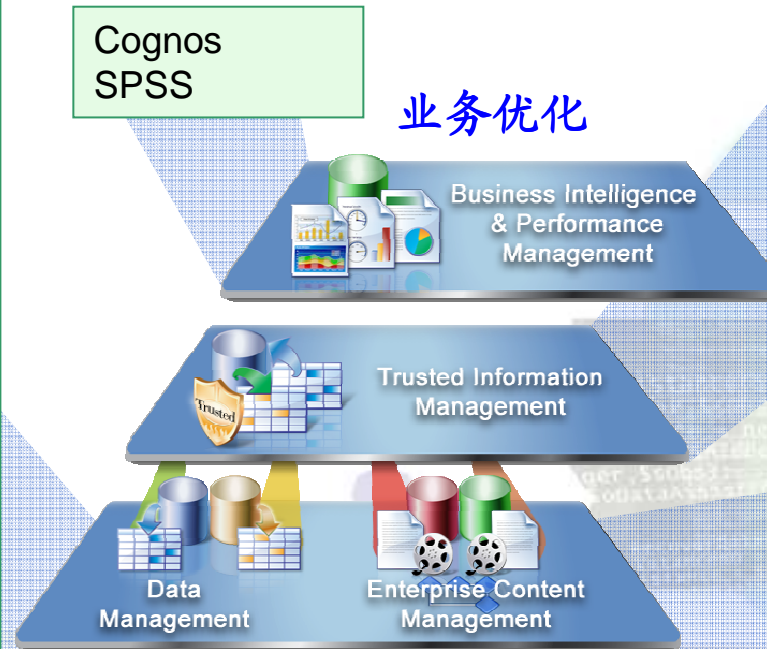 Cognos
SPSS
业务优化
Business Intelligence
& Performance
Management
Trusted Information
Management
Trusted
Data
Management
Enterprise Content
Management